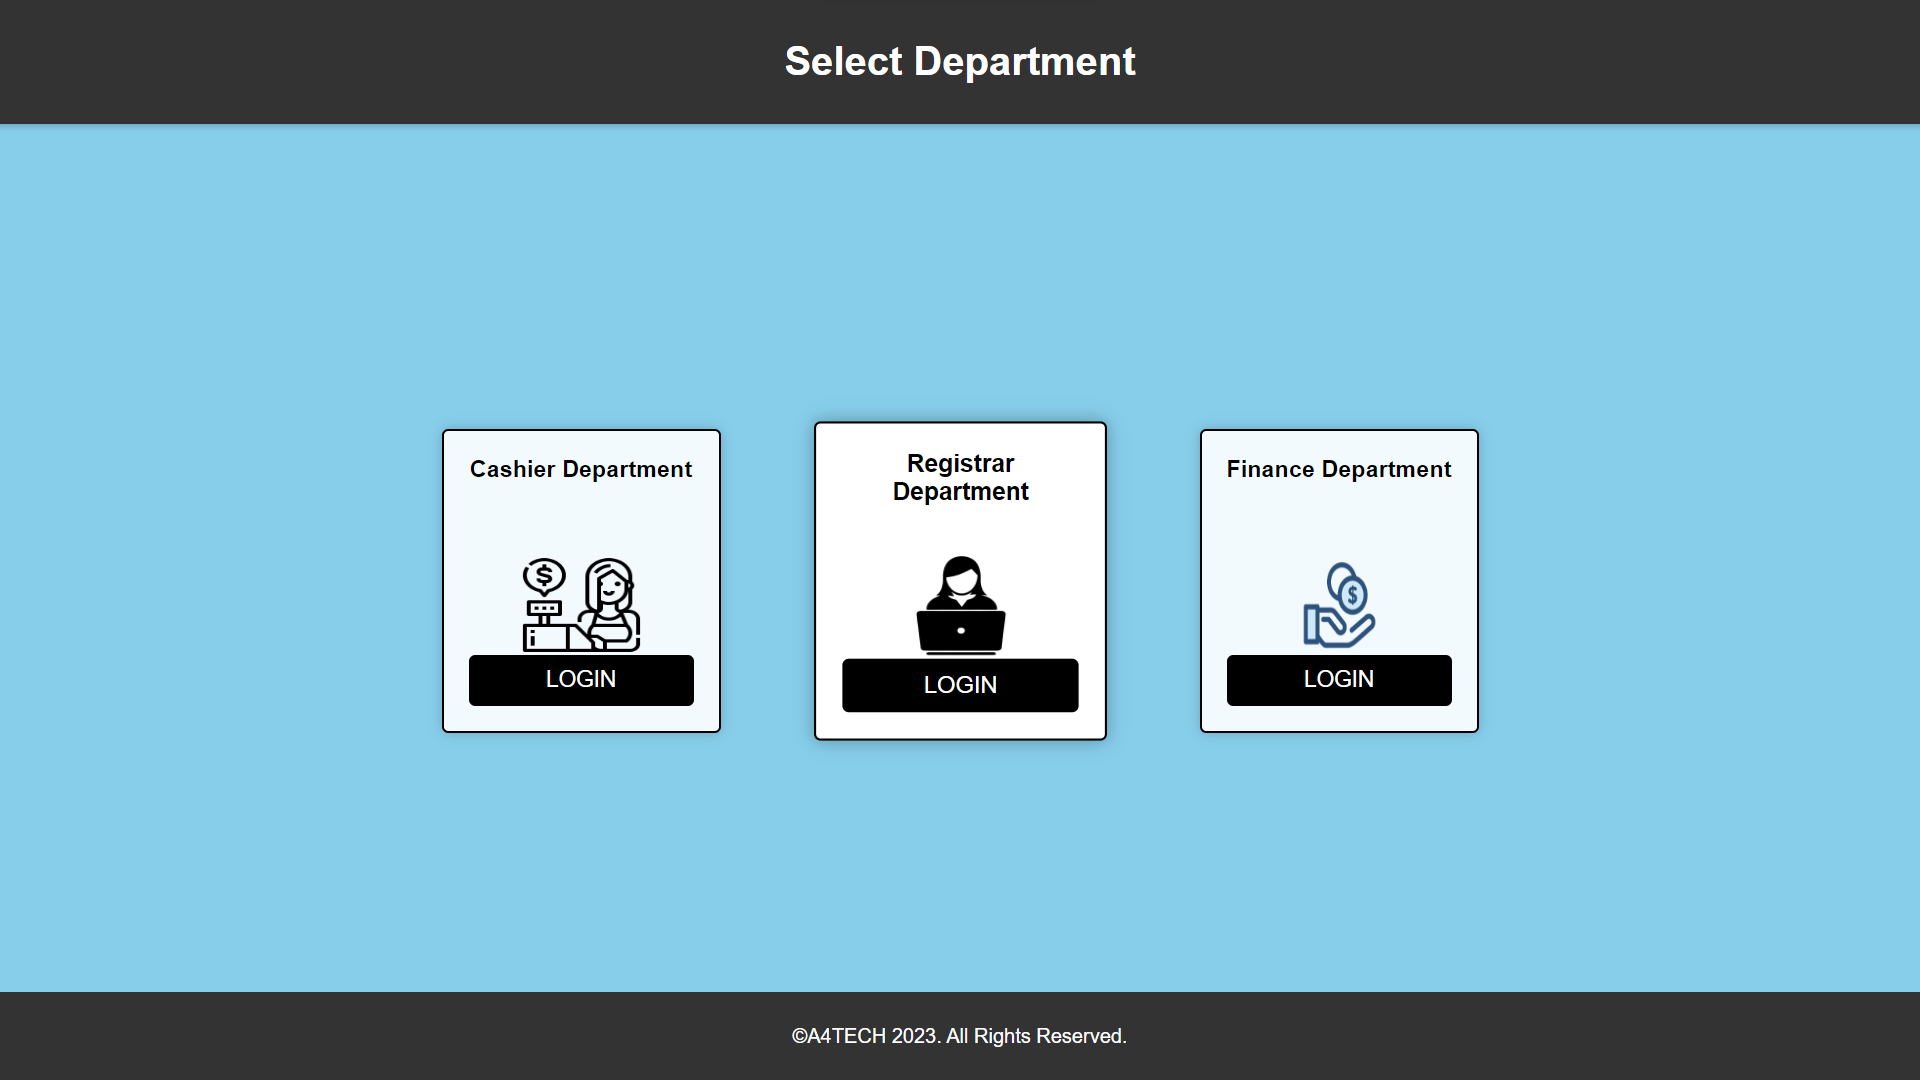 Select Department
Cashier Department
$
LOGIN
Registrar
Department
LOGIN
Finance Department
$
LOGIN
©A4TECH 2023. All Rights Reserved.